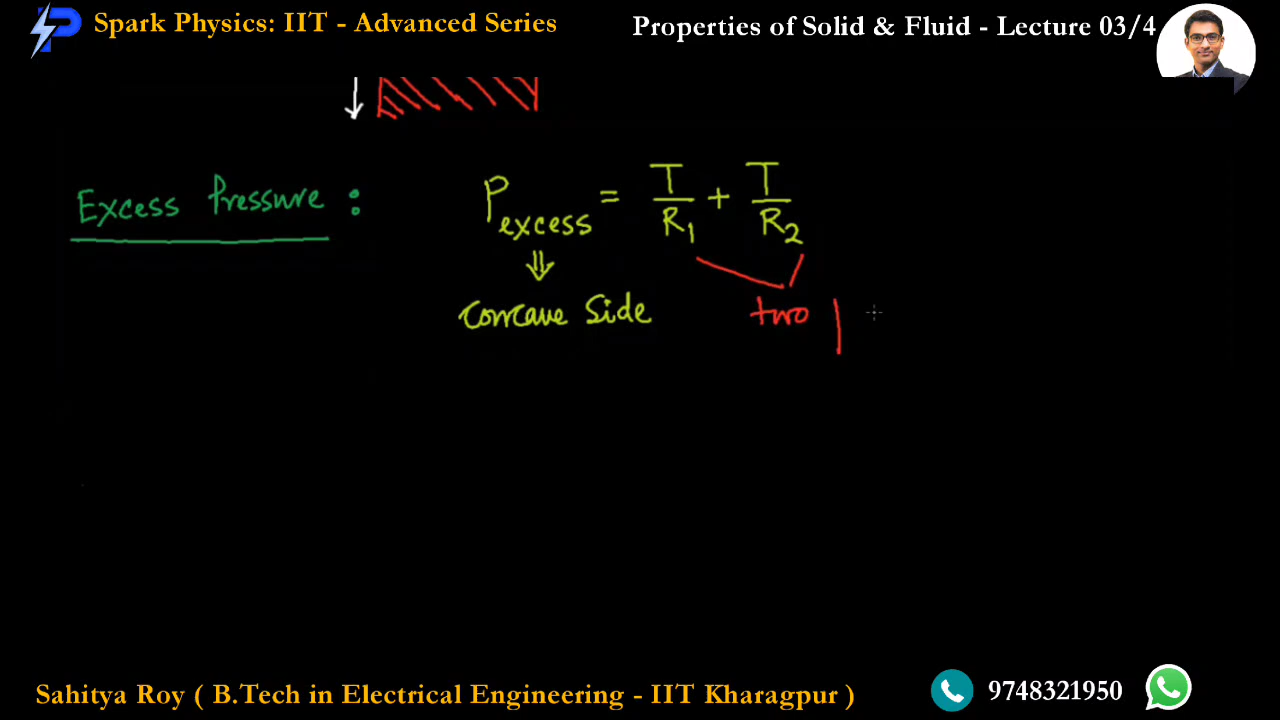 Spark Physics: IIT - Advanced Series
Properties of Solid & Fluid - Lecture 03/4
Excess Pressure :
P_excess = T/R₁ + T/R₂
⇓
Concave Side
two
Sahitya Roy ( B.Tech in Electrical Engineering - IIT Kharagpur )
9748321950